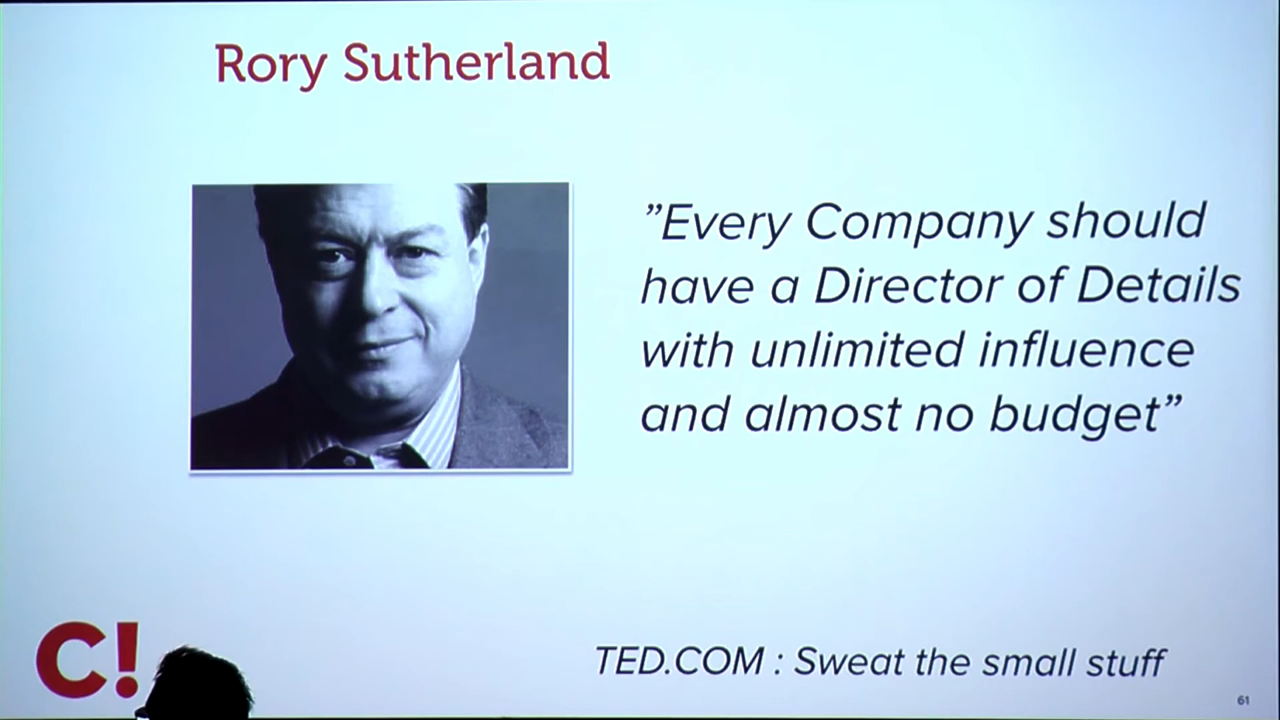 Rory Sutherland
”Every Company should
have a Director of Details
with unlimited influence
and almost no budget”
C!
TED.COM : Sweat the small stuff
61